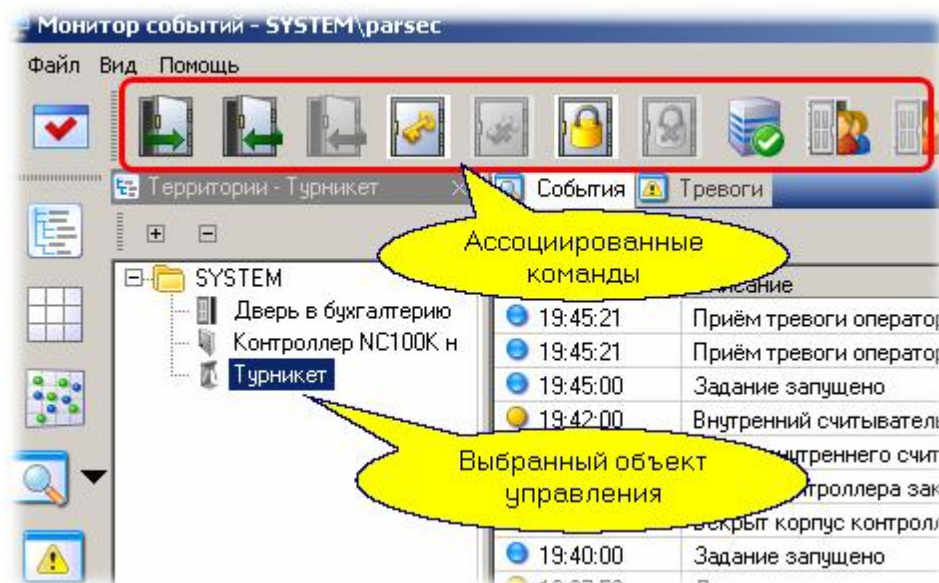 Монитор событий - SYSTEM\parsec
Файл Вид Помощь
Территории - Турникет
События
Тревоги
Ассоциированные
команды
SYSTEM
Дверь в бухгалтерию
Контроллер NC100K н
Турникет
19:45:21 Приём тревоги оператор
19:45:21 Приём тревоги оператор
19:45:00 Задание запущено
19:42:00 Внутренний считыватель
Выбранный объект
управления
19:40:00 Задание запущено